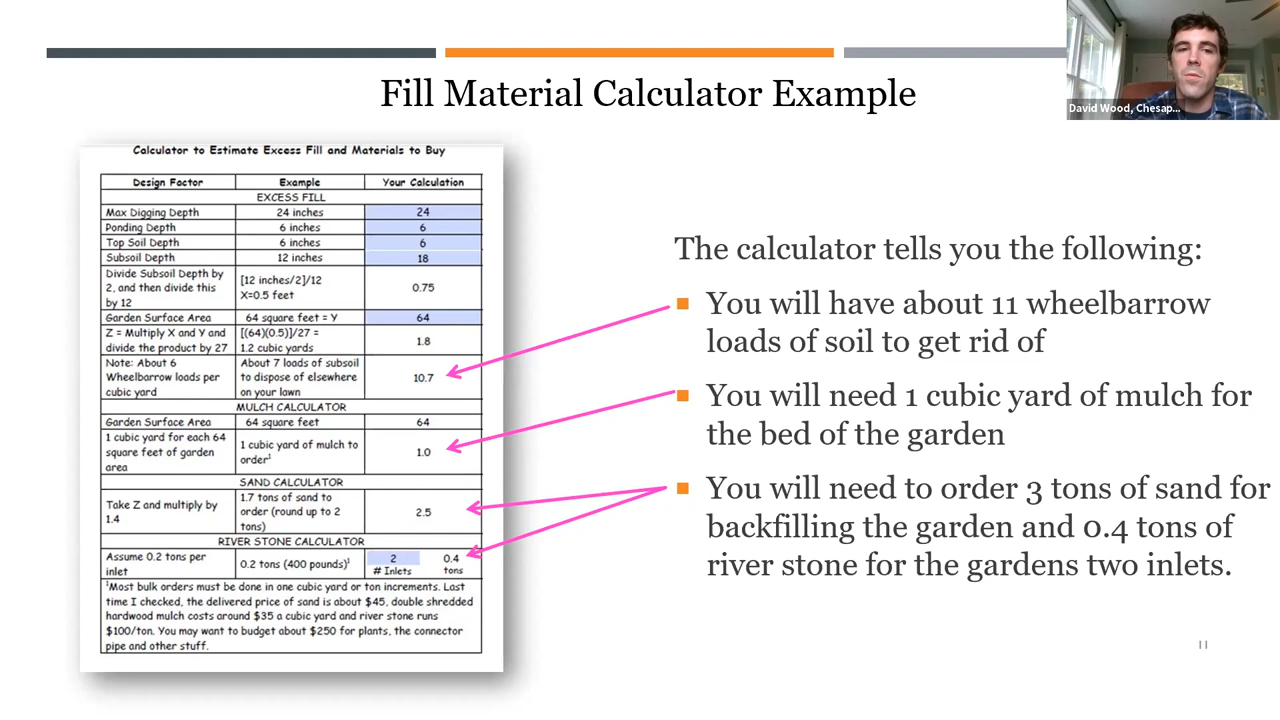 Fill Material Calculator Example
David Wood, Chesap...
Calculator to Estimate Excess Fill and Materials to Buy
Design Factor Example Your Calculation
EXCESS FILL
Max Digging Depth 24 inches 24
Ponding Depth 6 inches 6
Top Soil Depth 6 inches 6
Subsoil Depth 12 inches 18
Divide Subsoil Depth by
2, and then divide this
by 12
[12 inches/2]/12
X=0.5 feet
0.75
Garden Surface Area 64 square feet = Y 64
Z = Multiply X and Y and
divide the product by 27
[(64)(0.5)]/27 =
1.2 cubic yards
1.8
Note: About 6
Wheelbarrow loads per
cubic yard
About 7 loads of subsoil
to dispose of elsewhere
on your lawn
10.7
MULCH CALCULATOR
Garden Surface Area 64 square feet 64
1 cubic yard for each 64
square feet of garden
area
1 cubic yard of mulch to
order¹
1.0
SAND CALCULATOR
Take Z and multiply by
1.4
1.7 tons of sand to
order (round up to 2
tons)
2.5
RIVER STONE CALCULATOR
Assume 0.2 tons per
inlet
0.2 tons (400 pounds)¹
2 0.4
# Inlets tons
¹Most bulk orders must be done in one cubic yard or ton increments. Last
time I checked, the delivered price of sand is about $45, double shredded
hardwood mulch costs around $35 a cubic yard and river stone runs
$100/ton. You may want to budget about $250 for plants, the connector
pipe and other stuff.
The calculator tells you the following:
You will have about 11 wheelbarrow
loads of soil to get rid of
You will need 1 cubic yard of mulch for
the bed of the garden
You will need to order 3 tons of sand for
backfilling the garden and 0.4 tons of
river stone for the gardens two inlets.
11